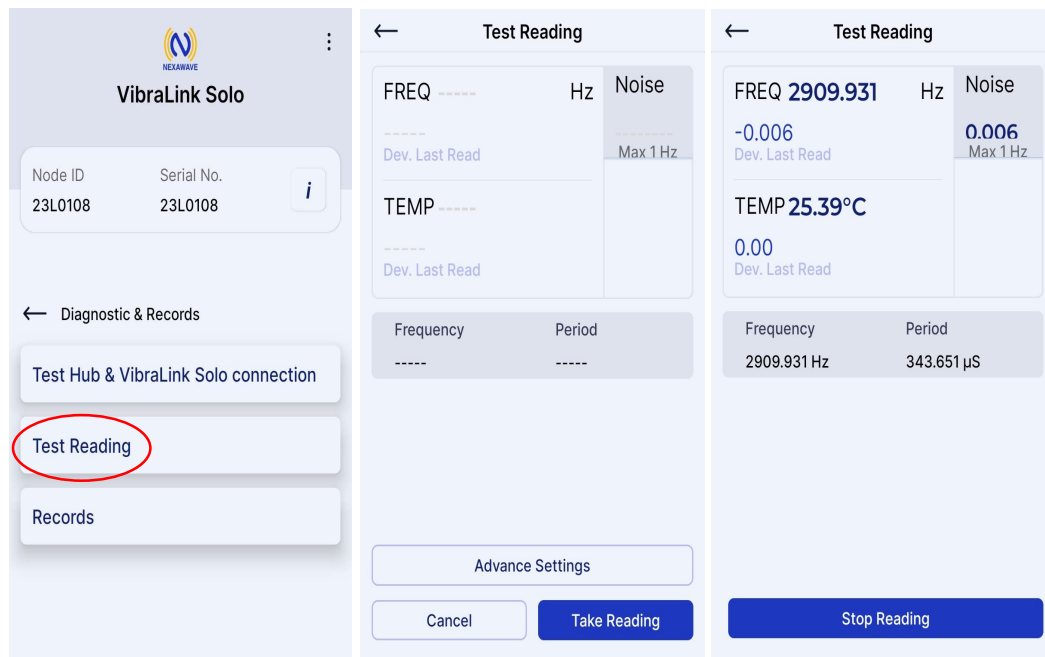 NEXAWAVE
VibraLink Solo
Node ID Serial No.
23L0108 23L0108 i
← Diagnostic & Records
Test Hub & VibraLink Solo connection
Test Reading
Records
← Test Reading
FREQ ----- Hz Noise
----- --------
Dev. Last Read Max 1 Hz
TEMP -----
-----
Dev. Last Read
Frequency Period
----- -----
Advance Settings
Cancel Take Reading
← Test Reading
FREQ 2909.931 Hz Noise
-0.006 0.006
Dev. Last Read Max 1 Hz
TEMP 25.39°C
0.00
Dev. Last Read
Frequency Period
2909.931 Hz 343.651 µS
Stop Reading